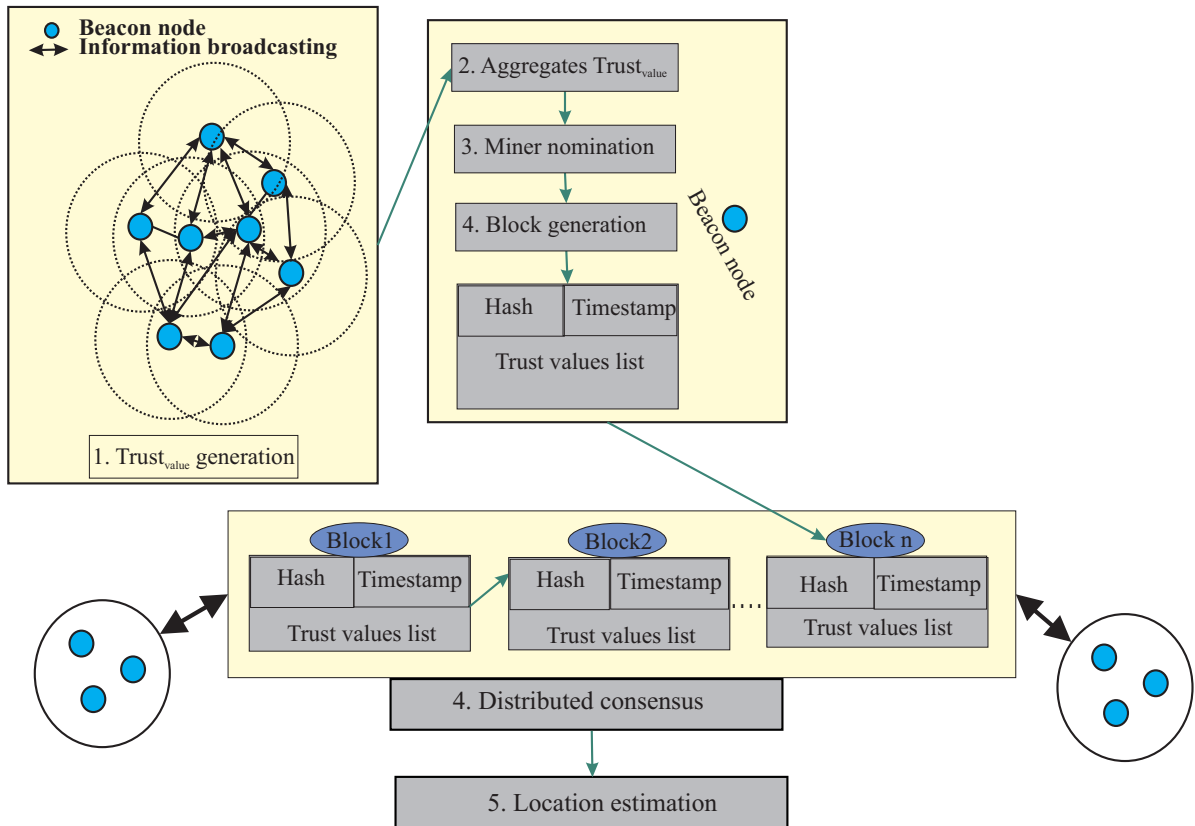 Beacon node
Information broadcasting
1. Trustvalue generation
2. Aggregates Trustvalue
3. Miner nomination
4. Block generation
Hash
Timestamp
Trust values list
Beacon node
Block1
Hash
Timestamp
Trust values list
Block2
Hash
Timestamp
Trust values list
.....
Block n
Hash
Timestamp
Trust values list
4. Distributed consensus
5. Location estimation